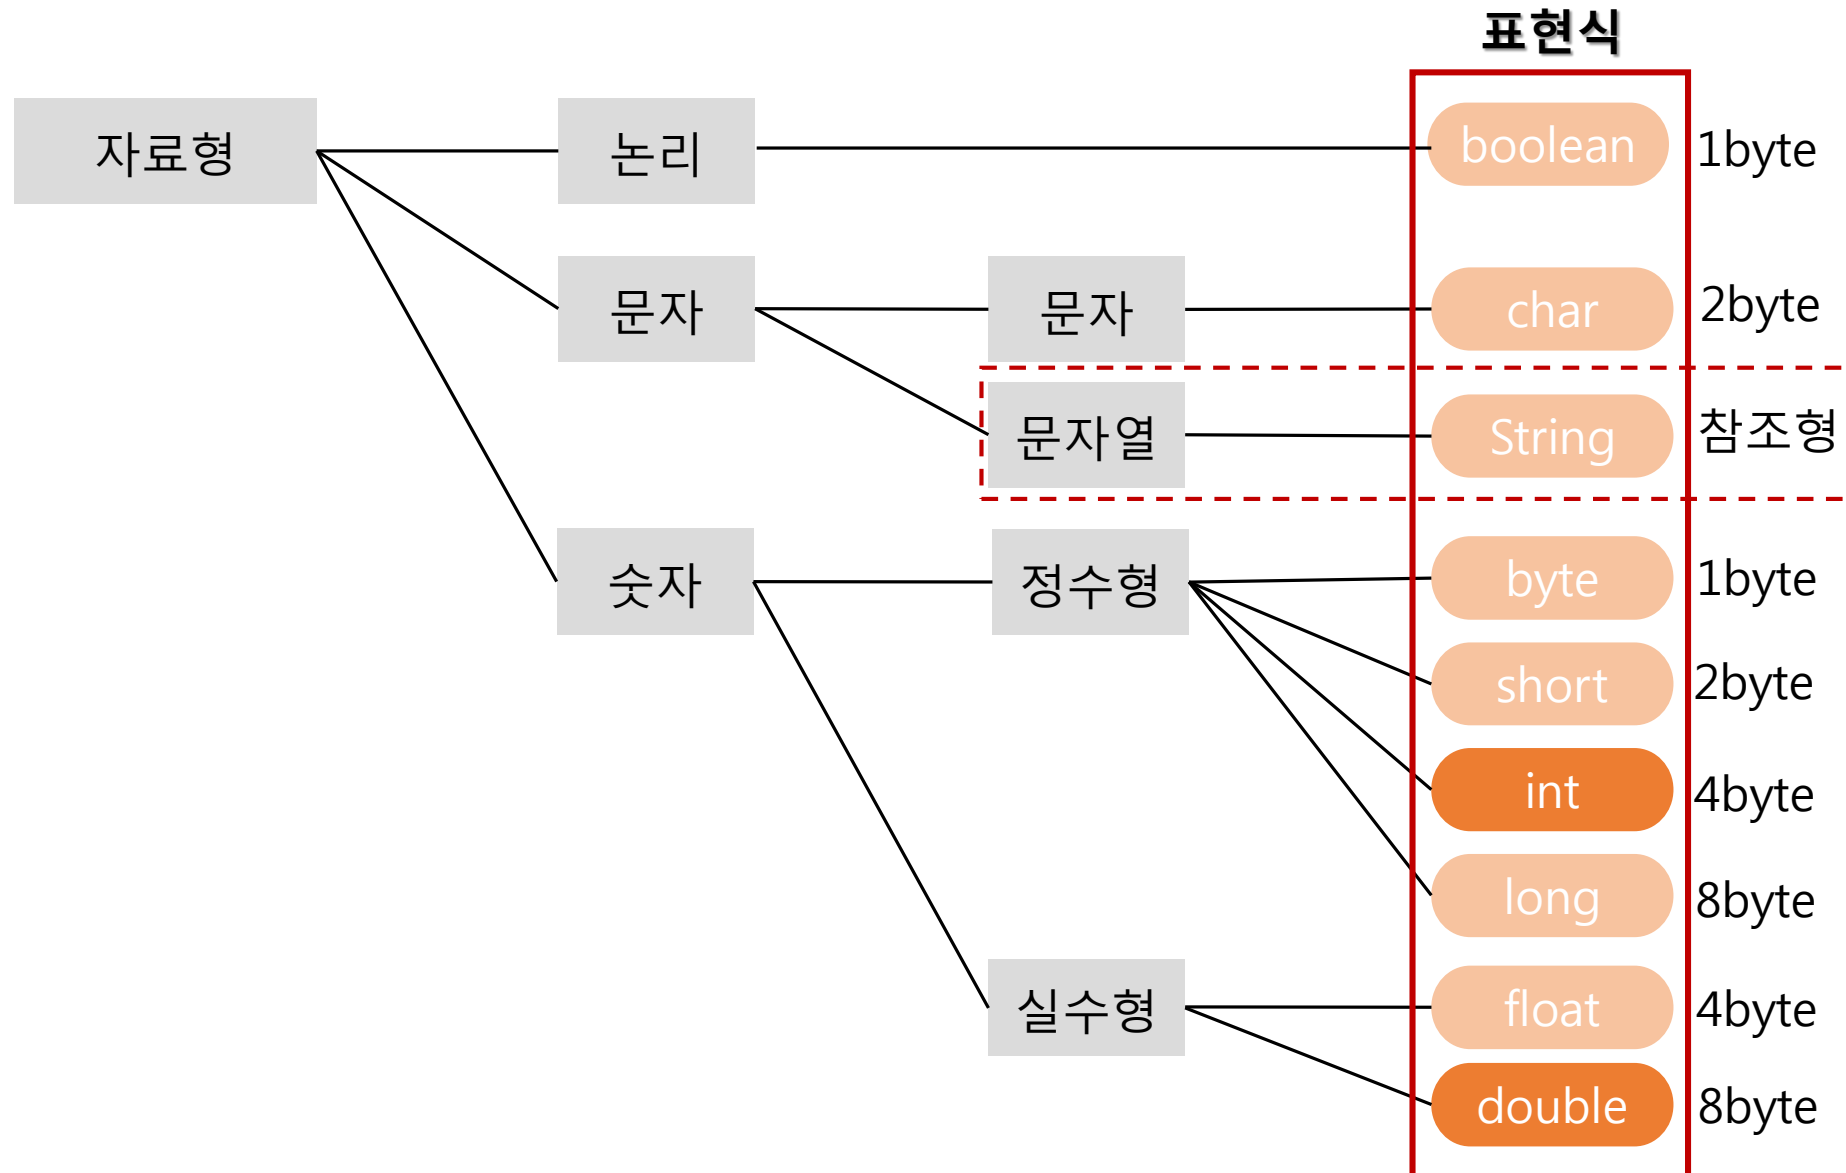 표현식
자료형
논리
boolean
1byte
문자
문자
char
2byte
문자열
String
참조형
숫자
정수형
byte
1byte
short
2byte
int
4byte
long
8byte
실수형
float
4byte
double
8byte